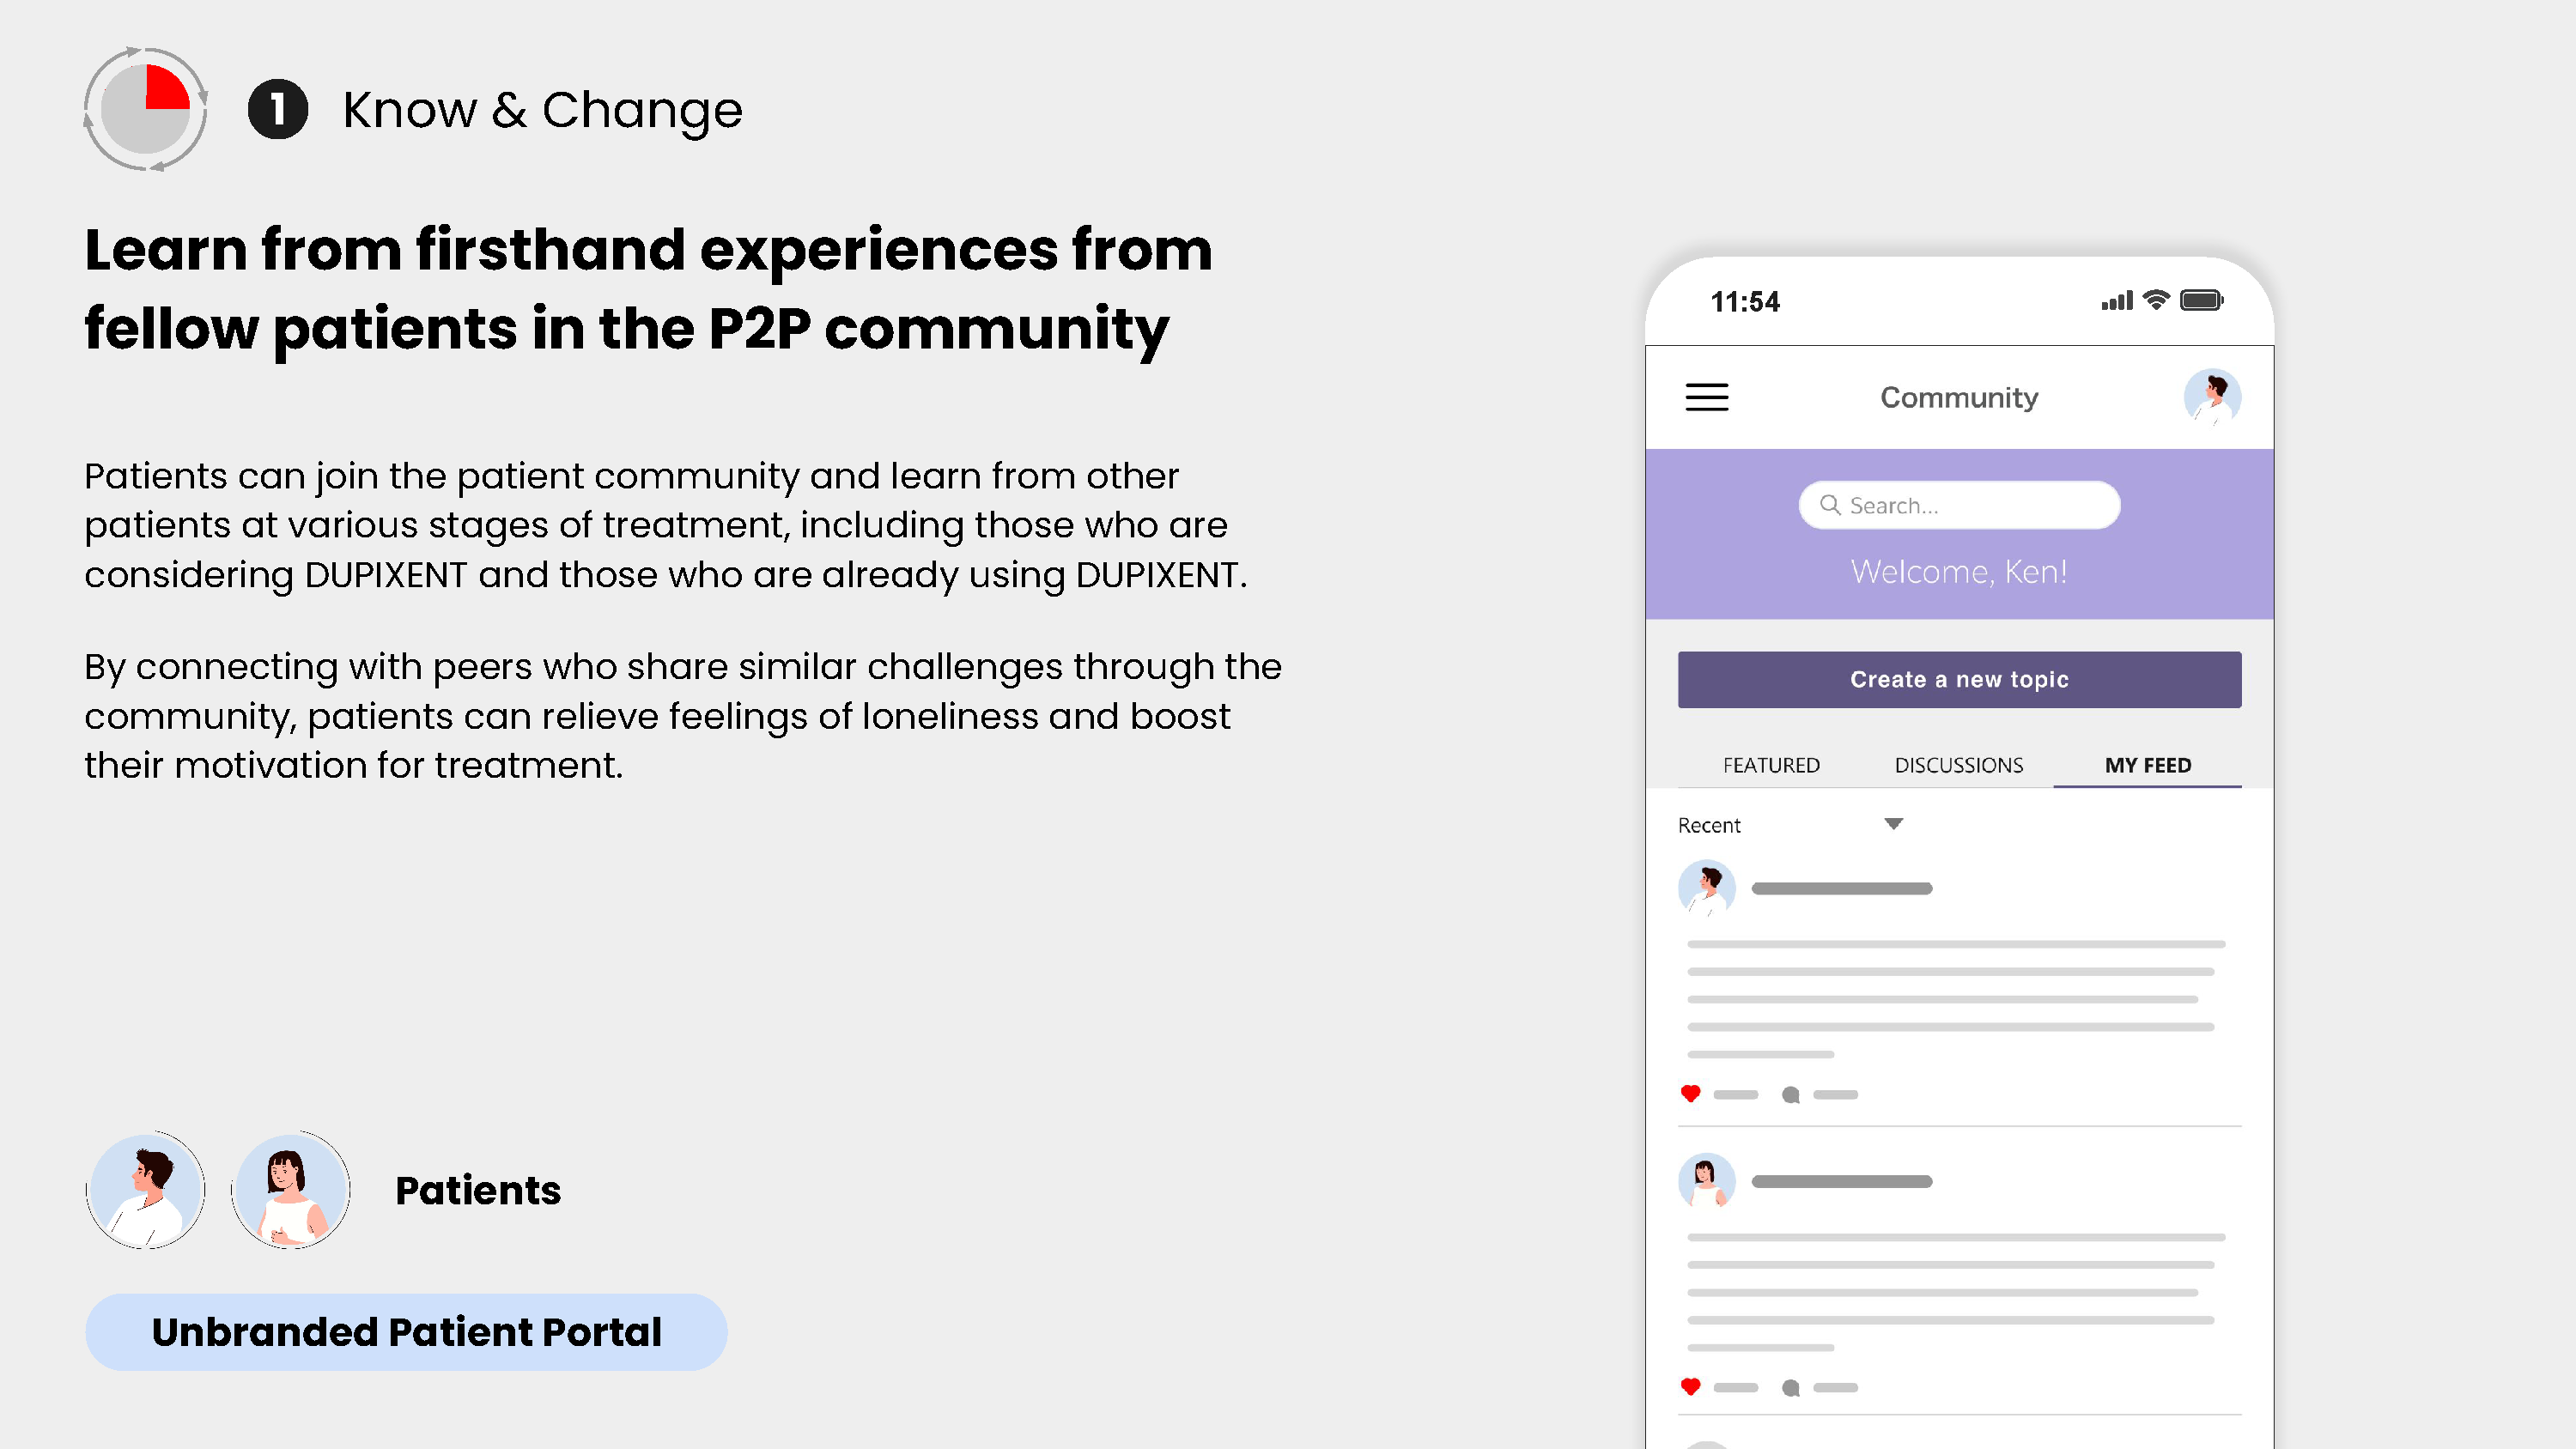 1 Know & Change
Learn from firsthand experiences from
fellow patients in the P2P community
Patients can join the patient community and learn from other
patients at various stages of treatment, including those who are
considering DUPIXENT and those who are already using DUPIXENT.
By connecting with peers who share similar challenges through the
community, patients can relieve feelings of loneliness and boost
their motivation for treatment.
Patients
Unbranded Patient Portal
11:54
Community
Search...
Welcome, Ken!
Create a new topic
FEATURED DISCUSSIONS MY FEED
Recent